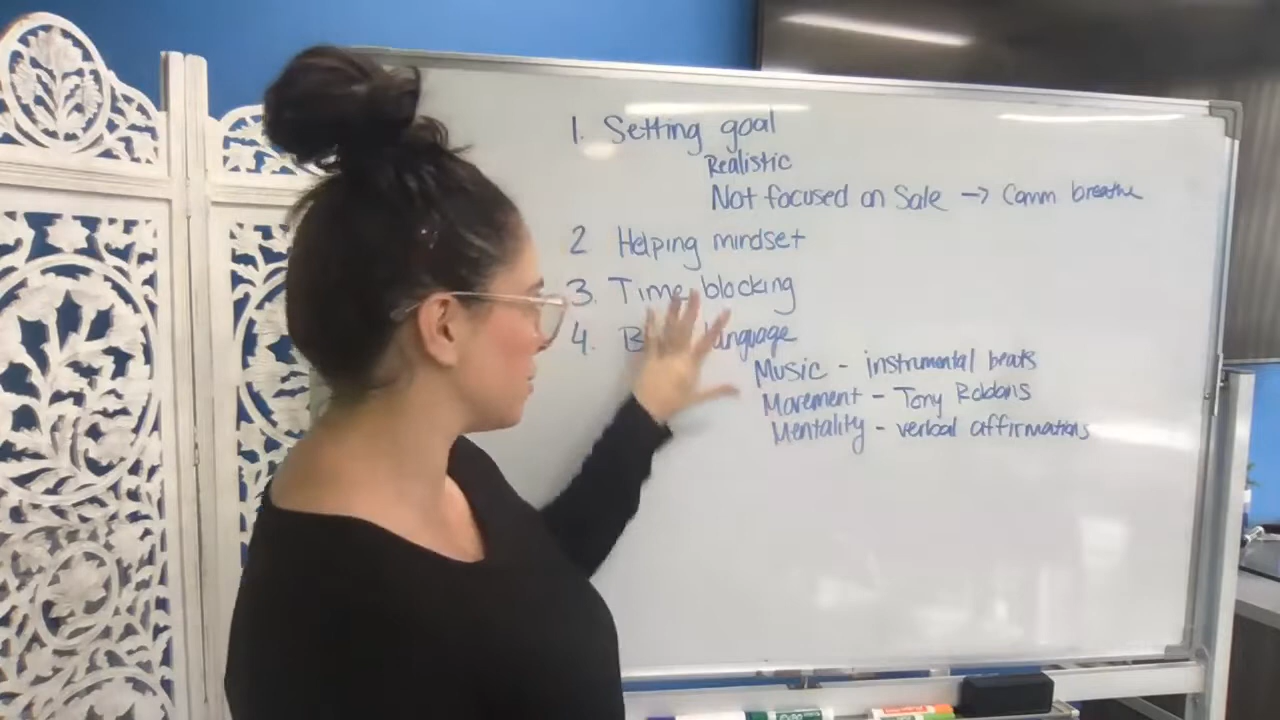 1. Setting goal
Realistic
Not focused on Sale → Comm breathe
2 Helping mindset
3. Time blocking
4. language
Music - instrumental beats
Movement - Tony Robbins
Mentality - verbal affirmations
EXPO